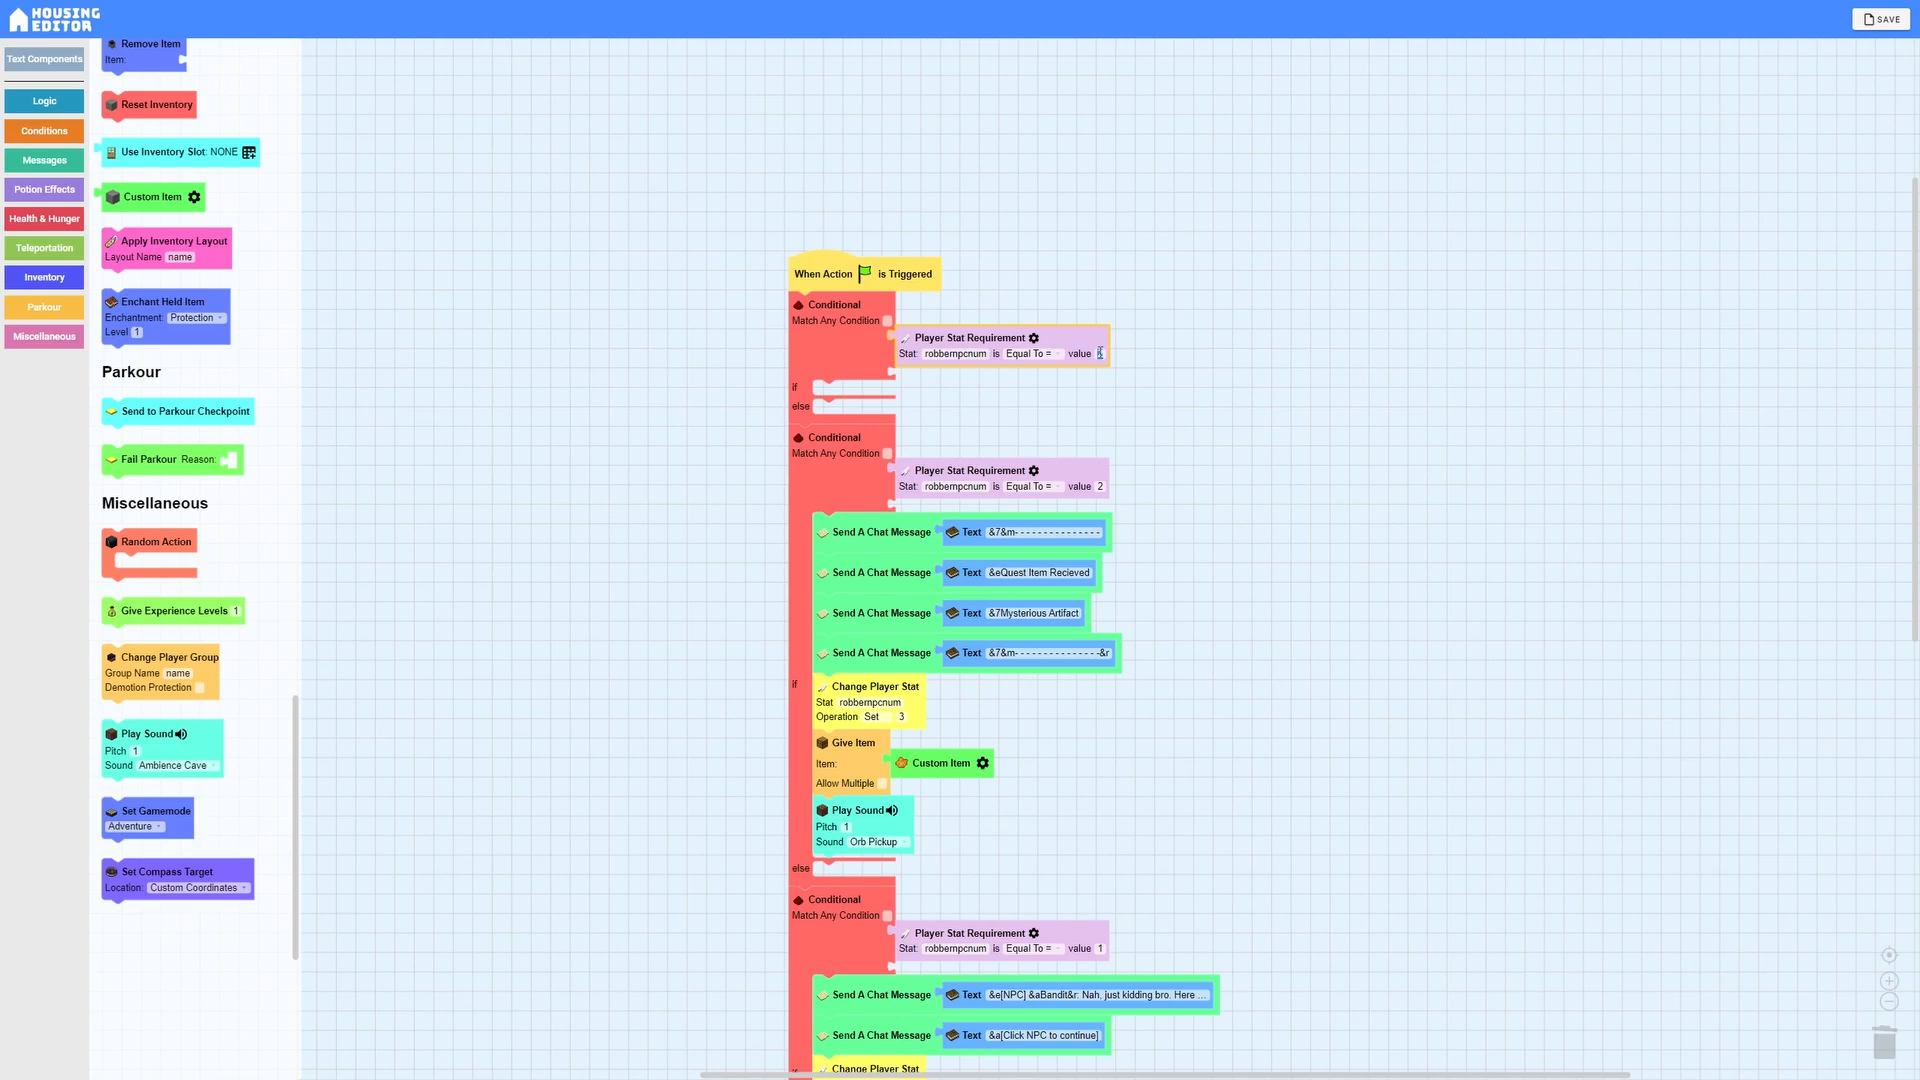 HOUSING
EDITOR
SAVE
Text Components
Logic
Conditions
Messages
Potion Effects
Health & Hunger
Teleportation
Inventory
Parkour
Miscellaneous
Remove Item
Item:
Reset Inventory
Use Inventory Slot: NONE
Custom Item
Apply Inventory Layout
Layout Name name
Enchant Held Item
Enchantment: Protection
Level 1
Parkour
Send to Parkour Checkpoint
Fail Parkour Reason:
Miscellaneous
Random Action
Give Experience Levels 1
Change Player Group
Group Name name
Demotion Protection
Play Sound
Pitch 1
Sound Ambience Cave
Set Gamemode
Adventure
Set Compass Target
Location: Custom Coordinates
When Action is Triggered
Conditional
Match Any Condition
Player Stat Requirement
Stat: robbernpcnum is Equal To = value
if
else
Conditional
Match Any Condition
Player Stat Requirement
Stat: robbernpcnum is Equal To = value 2
Send A Chat Message Text &7&m---------------
Send A Chat Message Text &eQuest Item Recieved
Send A Chat Message Text &7Mysterious Artifact
Send A Chat Message Text &7&m---------------&r
if
Change Player Stat
Stat robbernpcnum
Operation Set 3
Give Item
Item: Custom Item
Allow Multiple
Play Sound
Pitch 1
Sound Orb Pickup
else
Conditional
Match Any Condition
Player Stat Requirement
Stat: robbernpcnum is Equal To = value 1
Send A Chat Message Text &e[NPC] &aBandit&r: Nah, just kidding bro. Here ...
Send A Chat Message Text &a[Click NPC to continue]
Change Player Stat